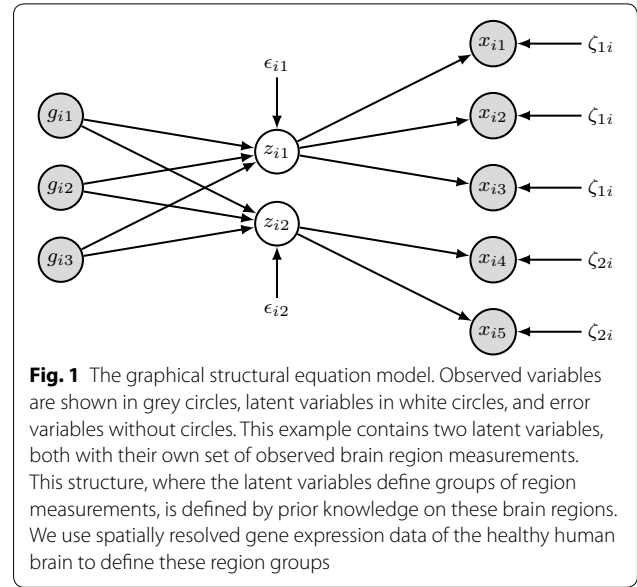 x_{i1}
ζ_{1i}
ϵ_{i1}
g_{i1}
x_{i2}
ζ_{1i}
z_{i1}
g_{i2}
x_{i3}
ζ_{1i}
z_{i2}
g_{i3}
x_{i4}
ζ_{2i}
ϵ_{i2}
x_{i5}
ζ_{2i}
Fig. 1 The graphical structural equation model. Observed variables
are shown in grey circles, latent variables in white circles, and error
variables without circles. This example contains two latent variables,
both with their own set of observed brain region measurements.
This structure, where the latent variables define groups of region
measurements, is defined by prior knowledge on these brain regions.
We use spatially resolved gene expression data of the healthy human
brain to define these region groups